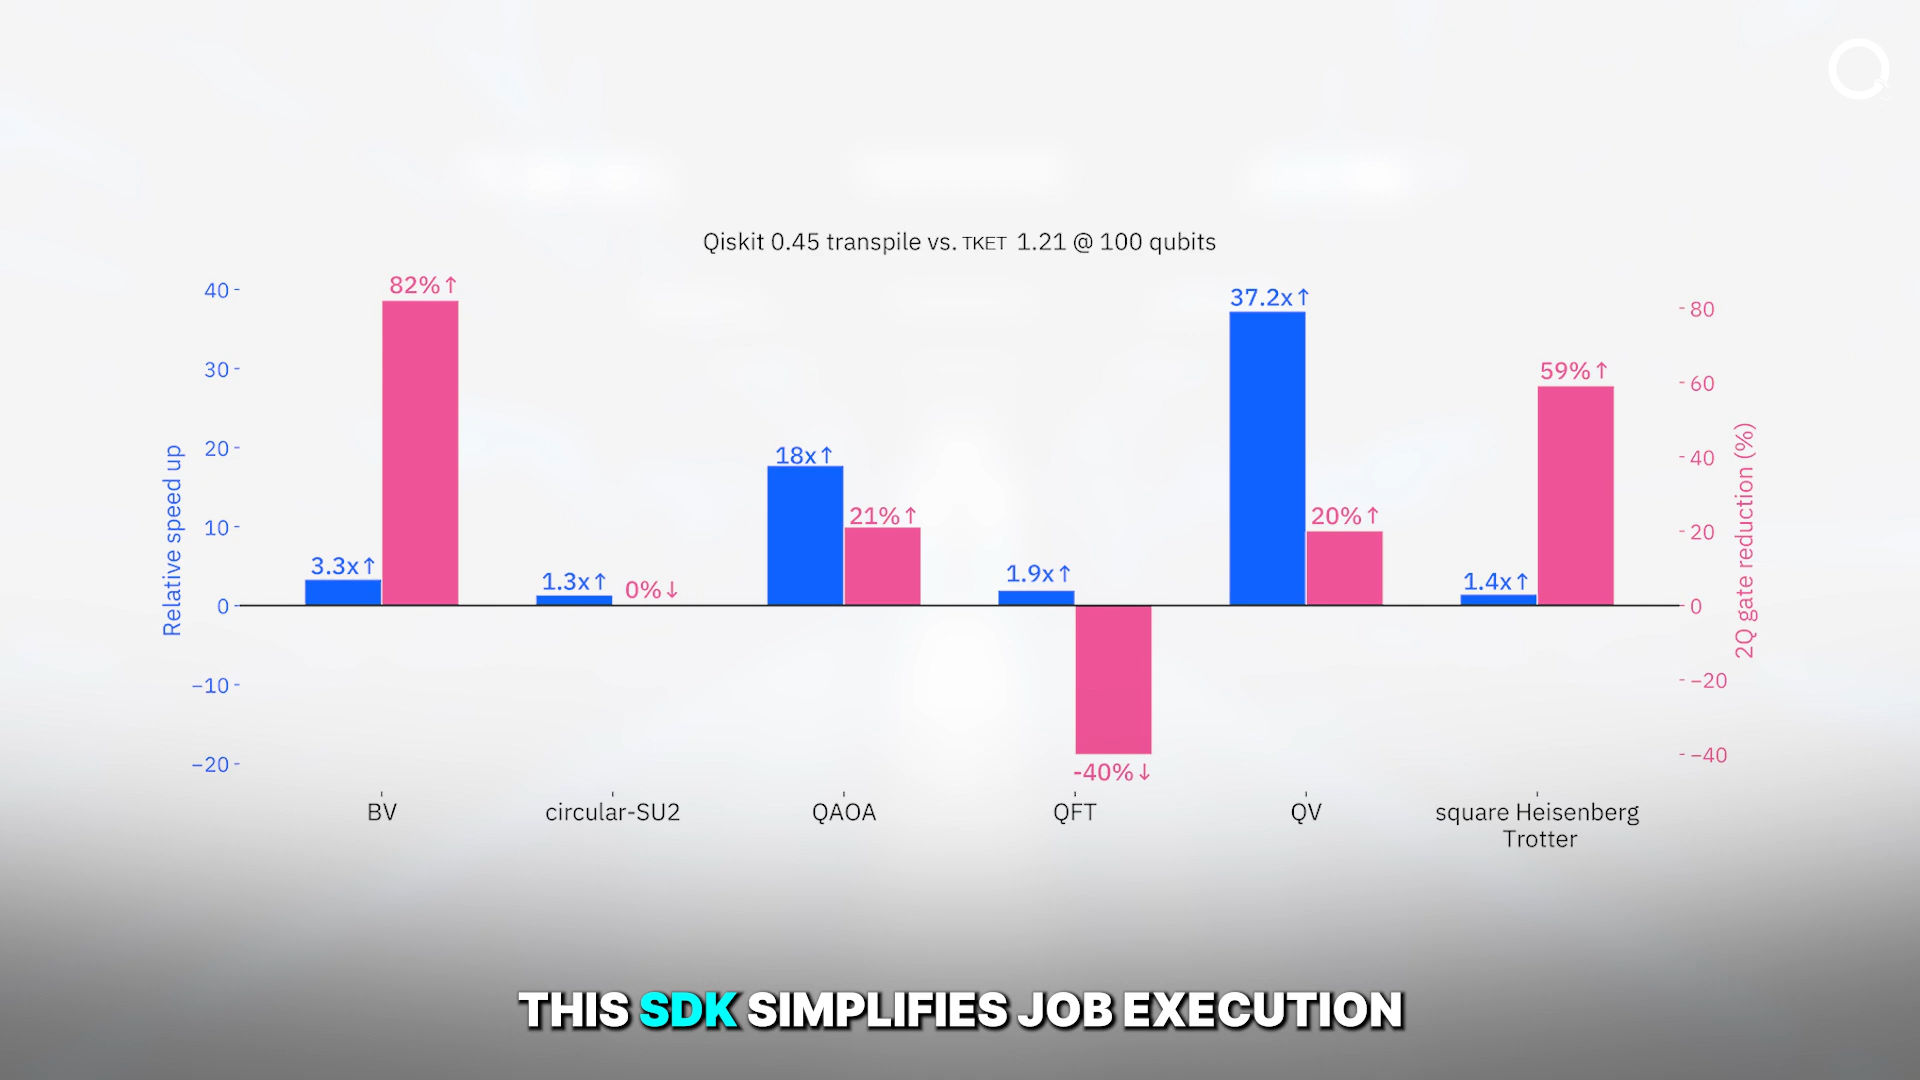 Qiskit 0.45 transpile vs. TKET 1.21 @ 100 qubits
Relative speed up
40
30
20
10
0
−10
−20
82%↑
3.3x↑
1.3x↑
0%↓
18x↑
21%↑
1.9x↑
-40%↓
37.2x↑
20%↑
1.4x↑
59%↑
80
60
40
20
0
−20
−40
2Q gate reduction (%)
BV
circular-SU2
QAOA
QFT
QV
square Heisenberg
Trotter
THIS SDK SIMPLIFIES JOB EXECUTION